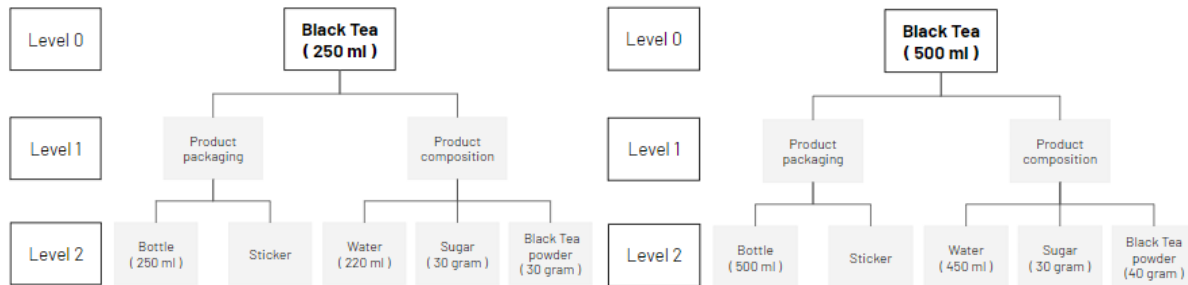 Level 0
Black Tea
( 250 ml )
Level 1
Product
packaging
Product
composition
Level 2
Bottle
( 250 ml )
Sticker
Water
( 220 ml )
Sugar
( 30 gram )
Black Tea
powder
( 30 gram )
Level 0
Black Tea
( 500 ml )
Level 1
Product
packaging
Product
composition
Level 2
Bottle
( 500 ml )
Sticker
Water
( 450 ml )
Sugar
( 30 gram )
Black Tea
powder
(40 gram )